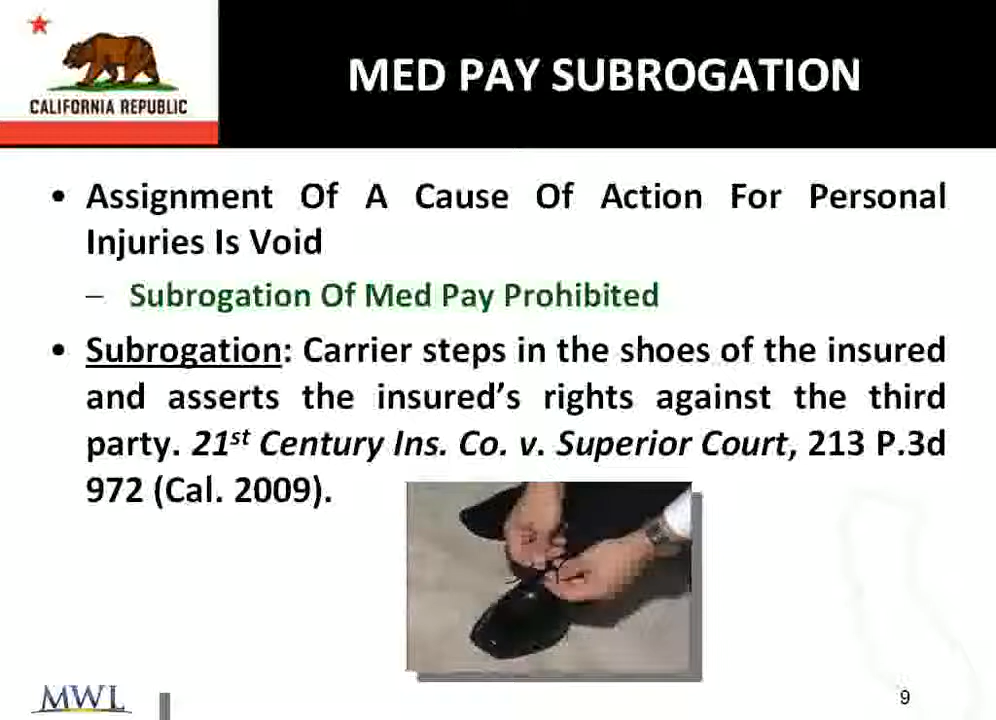 CALIFORNIA REPUBLIC
MED PAY SUBROGATION
• Assignment Of A Cause Of Action For Personal
Injuries Is Void
– Subrogation Of Med Pay Prohibited
• Subrogation: Carrier steps in the shoes of the insured
and asserts the insured's rights against the third
party. 21st Century Ins. Co. v. Superior Court, 213 P.3d
972 (Cal. 2009).
MWL
9